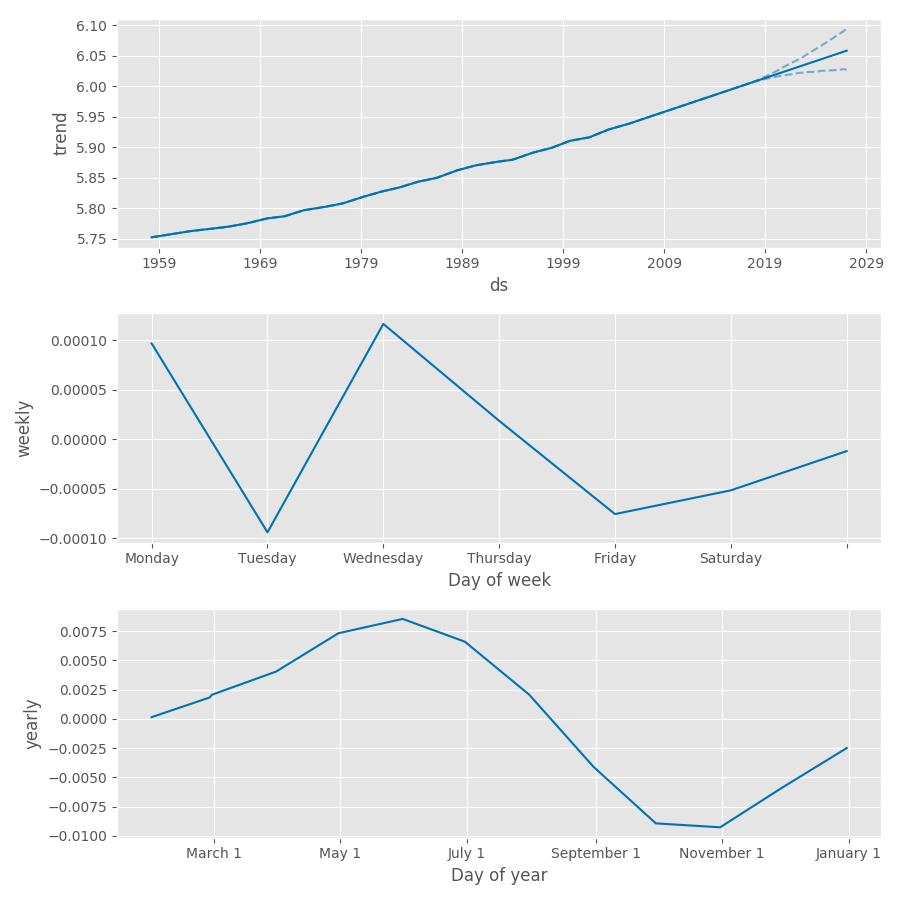 6.10
6.05
6.00
5.95
5.90
5.85
5.80
5.75
trend
1959 1969 1979 1989 1999 2009 2019 2029
ds
0.00010
0.00005
0.00000
−0.00005
−0.00010
weekly
Monday Tuesday Wednesday Thursday Friday Saturday
Day of week
0.0075
0.0050
0.0025
0.0000
−0.0025
−0.0050
−0.0075
−0.0100
yearly
March 1 May 1 July 1 September 1 November 1 January 1
Day of year